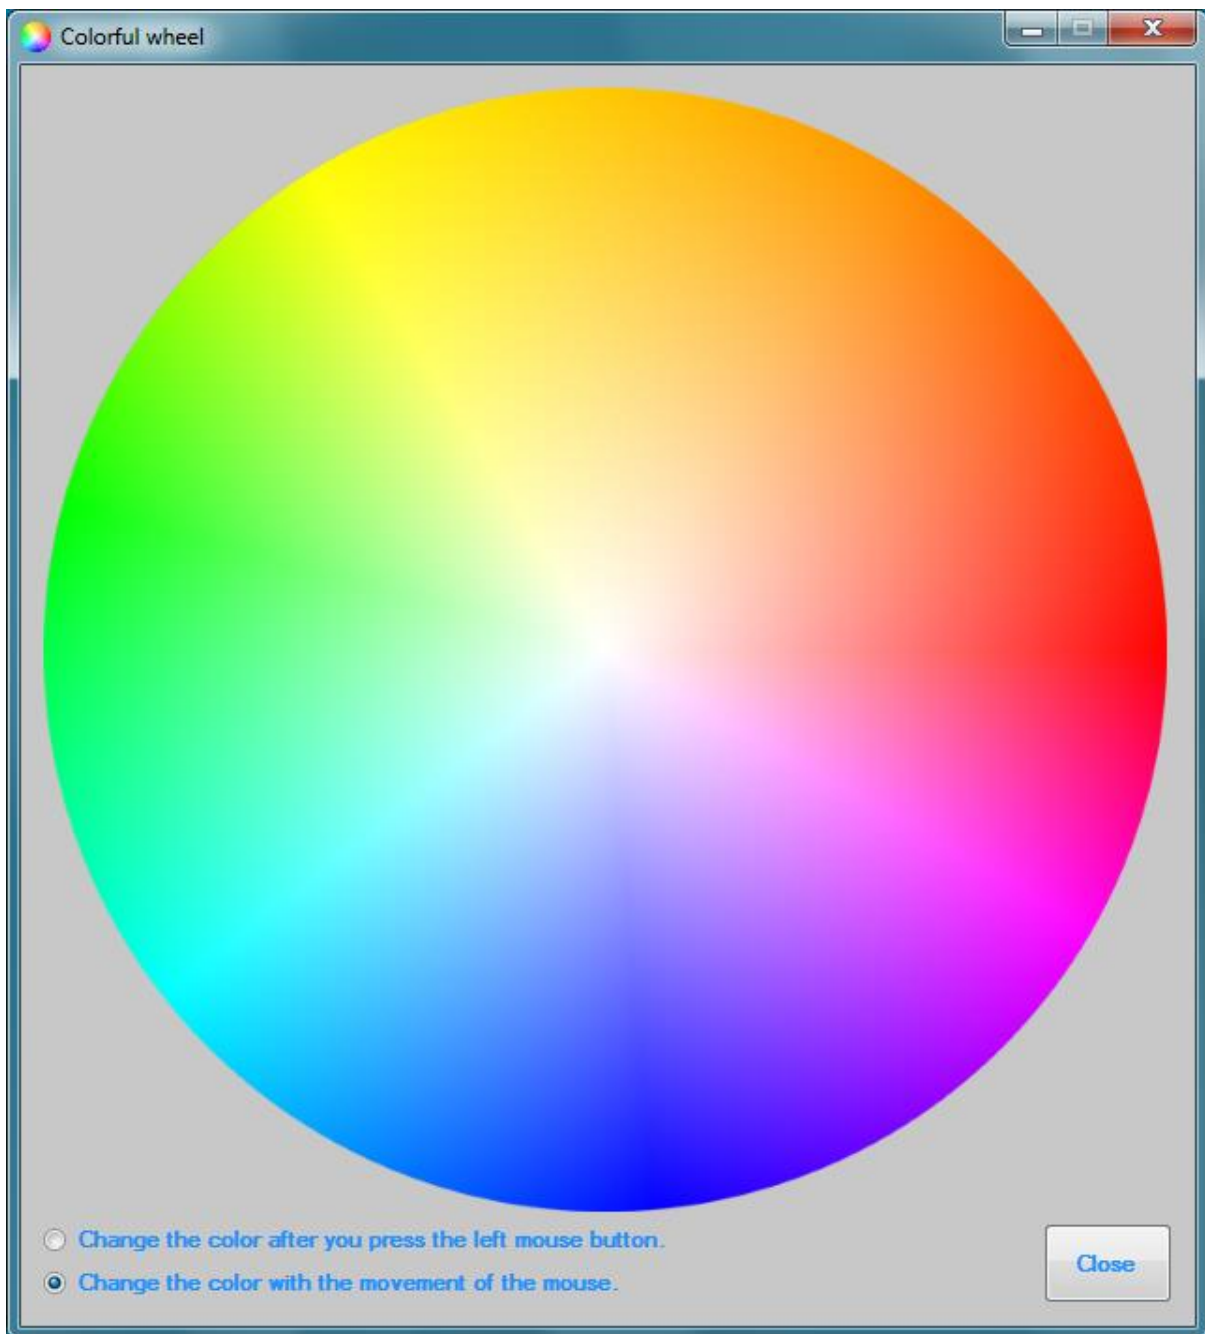 Colorful wheel
Change the color after you press the left mouse button.
Change the color with the movement of the mouse.
Close